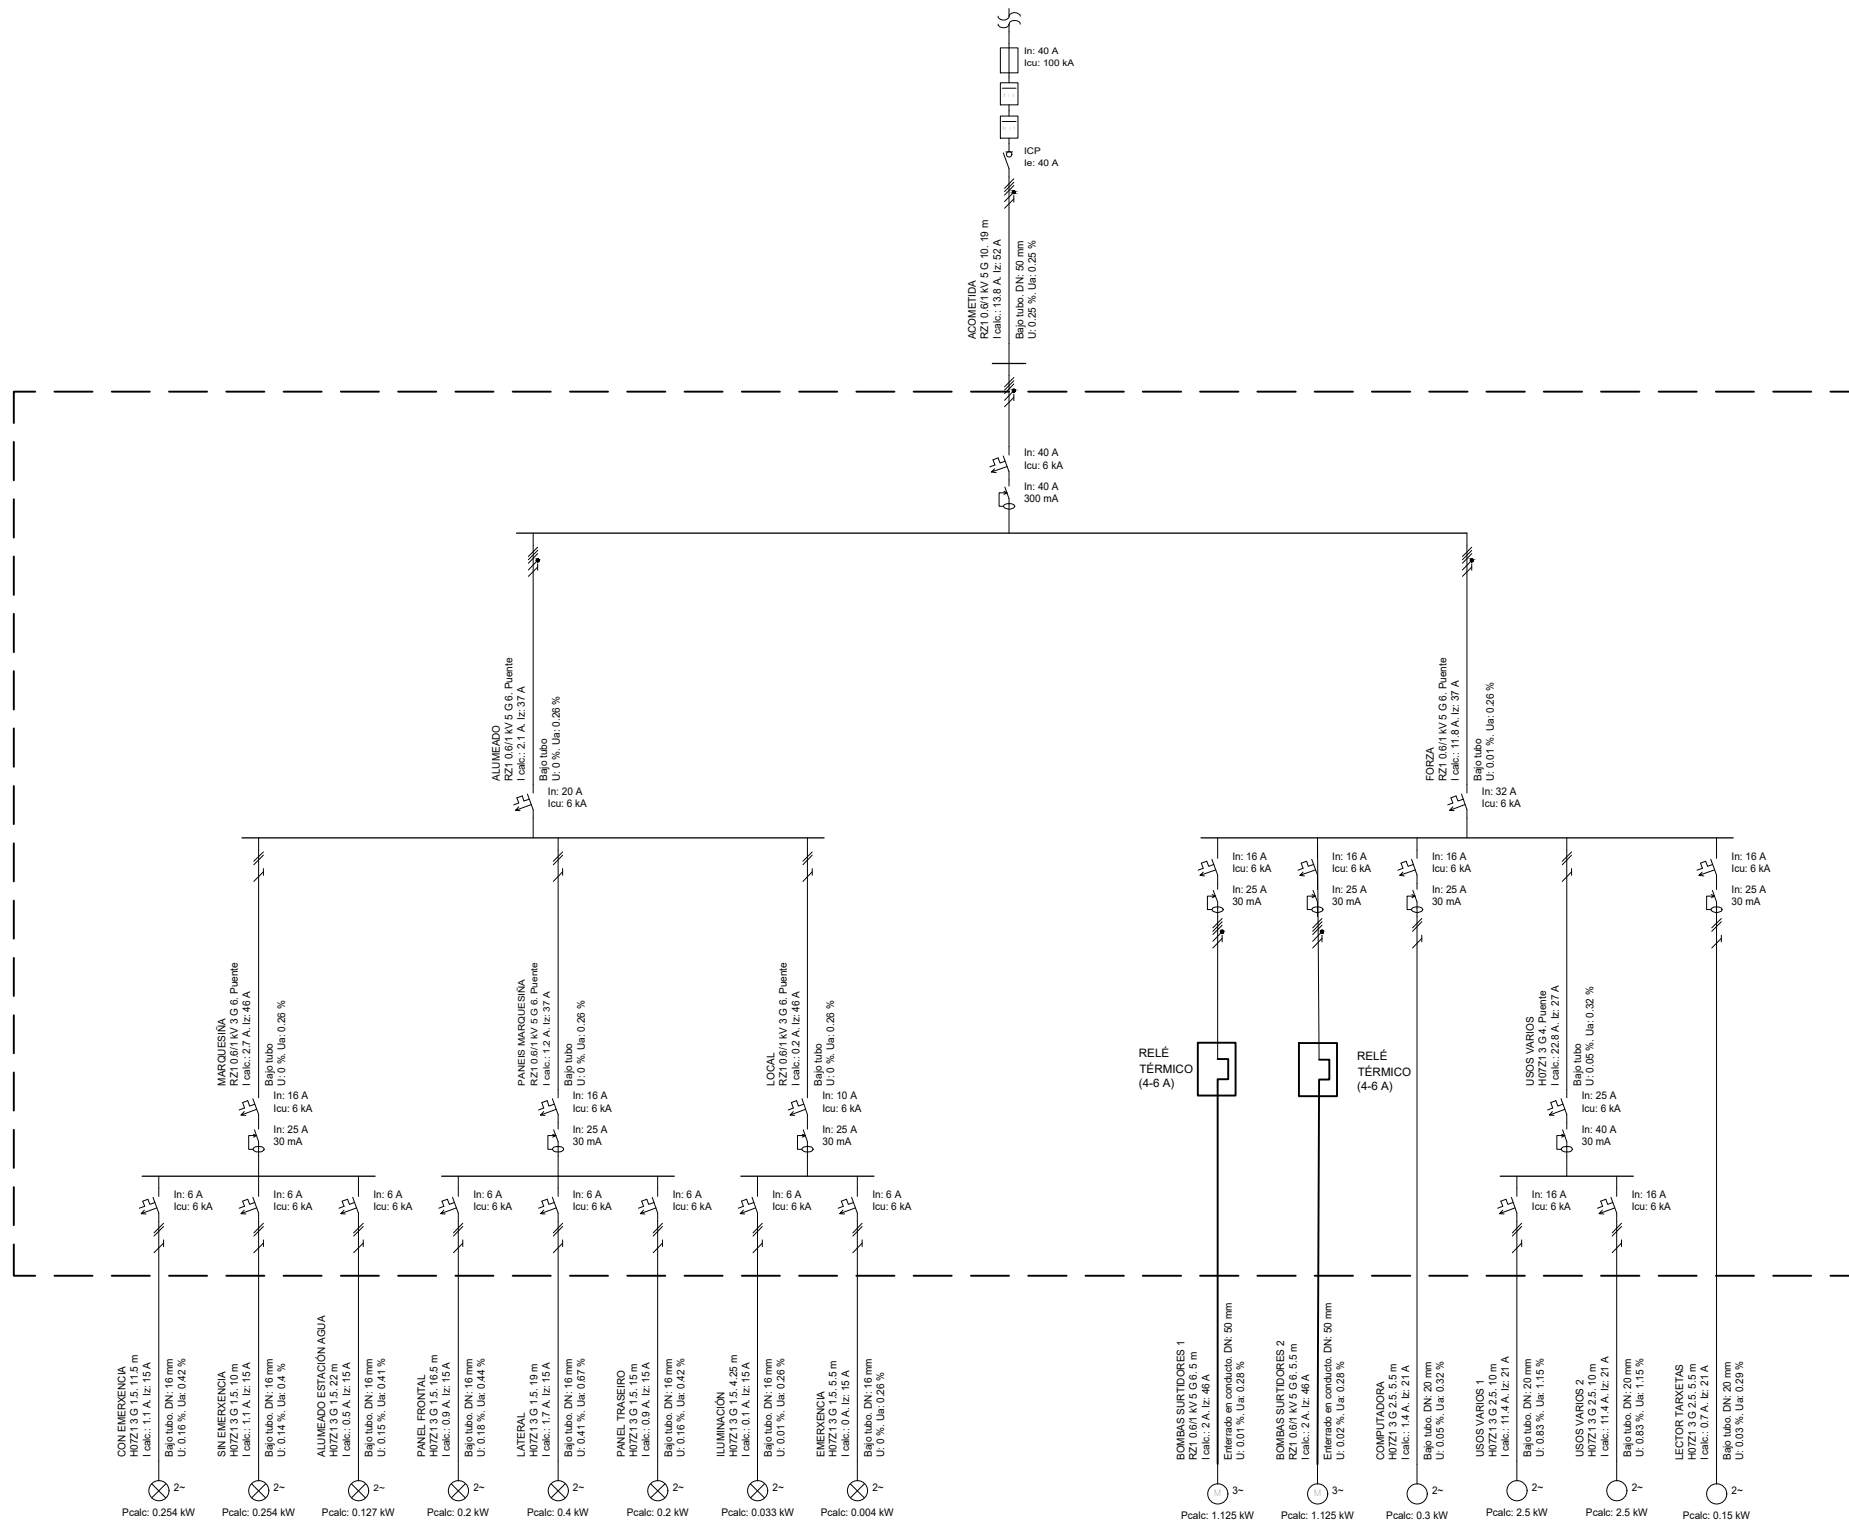 In: 40 A
Icu: 100 kA
ICP
Ie: 40 A
ACOMETIDA
RZ1 0.6/1 kV 5 G 10. 19 m
I calc.: 13.8 A. Iz: 52 A
Bajo tubo. DN: 50 mm
U: 0.25 %. Ua: 0.25 %
In: 40 A
Icu: 6 kA
In: 40 A
300 mA
ALUMEADO
RZ1 0.6/1 kV 5 G 6. Puente
I calc.: 2.1 A. Iz: 37 A
Bajo tubo
U: 0 %. Ua: 0.26 %
In: 20 A
Icu: 6 kA
FORZA
RZ1 0.6/1 kV 5 G 6. Puente
I calc.: 11.8 A. Iz: 37 A
Bajo tubo
U: 0.01 %. Ua: 0.26 %
In: 32 A
Icu: 6 kA
MARQUESIÑA
RZ1 0.6/1 kV 3 G 6. Puente
I calc.: 2.7 A. Iz: 46 A
Bajo tubo
U: 0 %. Ua: 0.26 %
In: 16 A
Icu: 6 kA
In: 25 A
30 mA
PANEIS MARQUESIÑA
RZ1 0.6/1 kV 5 G 6. Puente
I calc.: 1.2 A. Iz: 37 A
Bajo tubo
U: 0 %. Ua: 0.26 %
In: 16 A
Icu: 6 kA
In: 25 A
30 mA
LOCAL
RZ1 0.6/1 kV 3 G 6. Puente
I calc.: 0.2 A. Iz: 46 A
Bajo tubo
U: 0 %. Ua: 0.26 %
In: 10 A
Icu: 6 kA
In: 25 A
30 mA
In: 16 A
Icu: 6 kA
In: 25 A
30 mA
In: 16 A
Icu: 6 kA
In: 25 A
30 mA
In: 16 A
Icu: 6 kA
In: 25 A
30 mA
In: 16 A
Icu: 6 kA
In: 25 A
30 mA
RELÉ
TÉRMICO
(4-6 A)
RELÉ
TÉRMICO
(4-6 A)
USOS VARIOS
H07Z1 3 G 4. Puente
I calc.: 22.8 A. Iz: 27 A
Bajo tubo
U: 0.05 %. Ua: 0.32 %
In: 25 A
Icu: 6 kA
In: 40 A
30 mA
In: 6 A
Icu: 6 kA
In: 6 A
Icu: 6 kA
In: 6 A
Icu: 6 kA
In: 6 A
Icu: 6 kA
In: 6 A
Icu: 6 kA
In: 6 A
Icu: 6 kA
In: 6 A
Icu: 6 kA
In: 6 A
Icu: 6 kA
In: 16 A
Icu: 6 kA
In: 16 A
Icu: 6 kA
CON EMERXENCIA
H07Z1 3 G 1.5. 11.5 m
I calc.: 1.1 A. Iz: 15 A
Bajo tubo. DN: 16 mm
U: 0.16 %. Ua: 0.42 %
2~
Pcalc: 0.254 kW
SIN EMERXENCIA
H07Z1 3 G 1.5. 10 m
I calc.: 1.1 A. Iz: 15 A
Bajo tubo. DN: 16 mm
U: 0.14 %. Ua: 0.4 %
2~
Pcalc: 0.254 kW
ALUMEADO ESTACIÓN AGUA
H07Z1 3 G 1.5. 22 m
I calc.: 0.5 A. Iz: 15 A
Bajo tubo. DN: 16 mm
U: 0.15 %. Ua: 0.41 %
2~
Pcalc: 0.127 kW
PANEL FRONTAL
H07Z1 3 G 1.5. 16.5 m
I calc.: 0.9 A. Iz: 15 A
Bajo tubo. DN: 16 mm
U: 0.18 %. Ua: 0.44 %
2~
Pcalc: 0.2 kW
LATERAL
H07Z1 3 G 1.5. 19 m
I calc.: 1.7 A. Iz: 15 A
Bajo tubo. DN: 16 mm
U: 0.41 %. Ua: 0.67 %
2~
Pcalc: 0.4 kW
PANEL TRASEIRO
H07Z1 3 G 1.5. 15 m
I calc.: 0.9 A. Iz: 15 A
Bajo tubo. DN: 16 mm
U: 0.16 %. Ua: 0.42 %
2~
Pcalc: 0.2 kW
ILUMINACIÓN
H07Z1 3 G 1.5. 4.25 m
I calc.: 0.1 A. Iz: 15 A
Bajo tubo. DN: 16 mm
U: 0.01 %. Ua: 0.26 %
2~
Pcalc: 0.033 kW
EMERXENCIA
H07Z1 3 G 1.5. 5.5 m
I calc.: 0 A. Iz: 15 A
Bajo tubo. DN: 16 mm
U: 0 %. Ua: 0.26 %
2~
Pcalc: 0.004 kW
BOMBAS SURTIDORES 1
RZ1 0.6/1 kV 5 G 6. 5 m
I calc.: 2 A. Iz: 46 A
Enterrado en conducto. DN: 50 mm
U: 0.01 %. Ua: 0.28 %
M
3~
Pcalc: 1.125 kW
BOMBAS SURTIDORES 2
RZ1 0.6/1 kV 5 G 6. 5.5 m
I calc.: 2 A. Iz: 46 A
Enterrado en conducto. DN: 50 mm
U: 0.02 %. Ua: 0.28 %
M
3~
Pcalc: 1.125 kW
COMPUTADORA
H07Z1 3 G 2.5. 5.5 m
I calc.: 1.4 A. Iz: 21 A
Bajo tubo. DN: 20 mm
U: 0.05 %. Ua: 0.32 %
2~
Pcalc: 0.3 kW
USOS VARIOS 1
H07Z1 3 G 2.5. 10 m
I calc.: 11.4 A. Iz: 21 A
Bajo tubo. DN: 20 mm
U: 0.83 %. Ua: 1.15 %
2~
Pcalc: 2.5 kW
USOS VARIOS 2
H07Z1 3 G 2.5. 10 m
I calc.: 11.4 A. Iz: 21 A
Bajo tubo. DN: 20 mm
U: 0.83 %. Ua: 1.15 %
2~
Pcalc: 2.5 kW
LECTOR TARXETAS
H07Z1 3 G 2.5. 5.5 m
I calc.: 0.7 A. Iz: 21 A
Bajo tubo. DN: 20 mm
U: 0.03 %. Ua: 0.29 %
2~
Pcalc: 0.15 kW